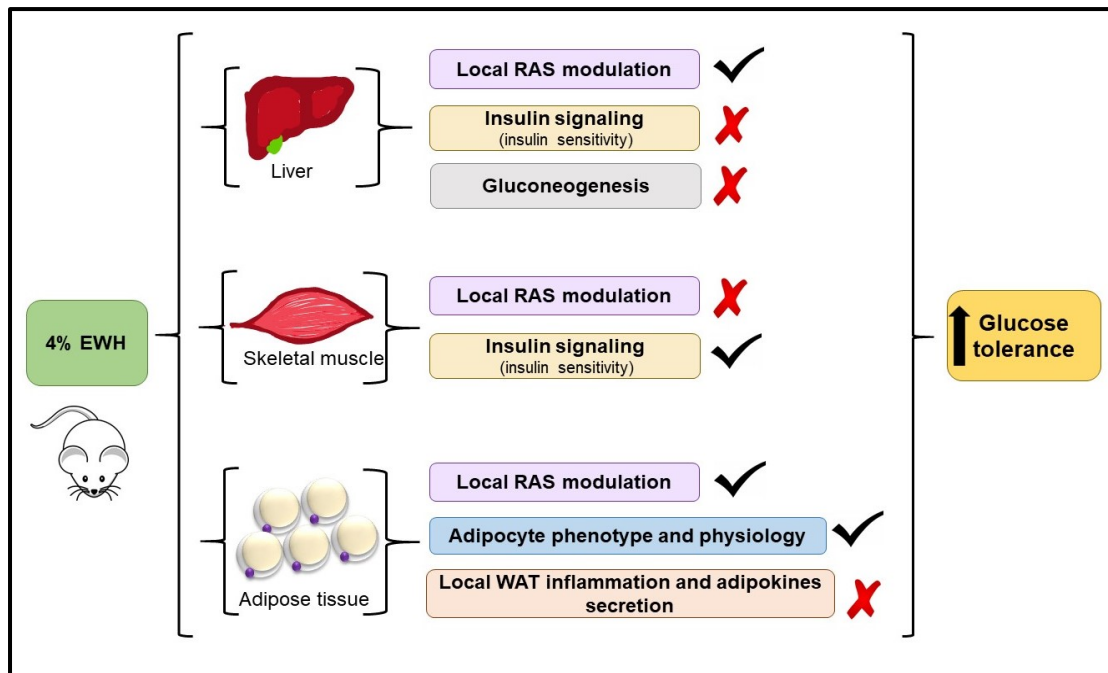 4% EWH
Liver
Local RAS modulation
Insulin signaling
(insulin sensitivity)
Gluconeogenesis
Skeletal muscle
Local RAS modulation
Insulin signaling
(insulin sensitivity)
Adipose tissue
Local RAS modulation
Adipocyte phenotype and physiology
Local WAT inflammation and adipokines
secretion
Glucose
tolerance